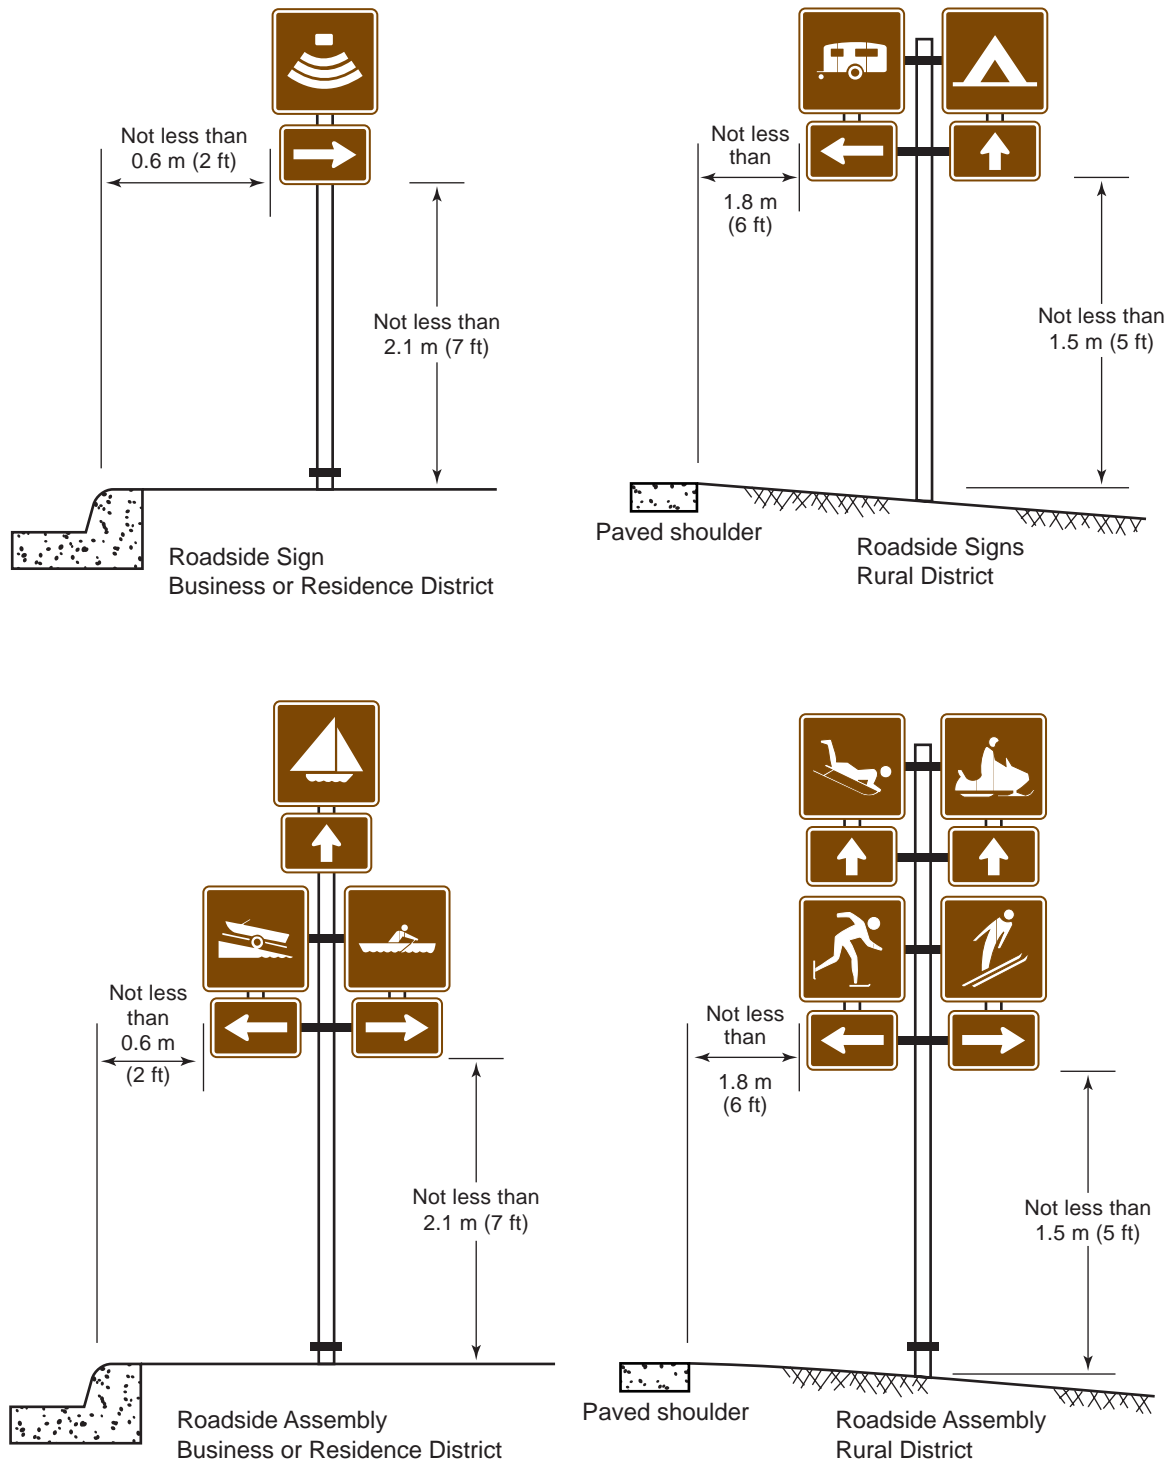 Not less than
0.6 m (2 ft)
Not less than
2.1 m (7 ft)
Roadside Sign
Business or Residence District
Not less
than
1.8 m
(6 ft)
Not less than
1.5 m (5 ft)
Paved shoulder
Roadside Signs
Rural District
Not less
than
0.6 m
(2 ft)
Not less than
2.1 m (7 ft)
Roadside Assembly
Business or Residence District
Not less
than
1.8 m
(6 ft)
Not less than
1.5 m (5 ft)
Paved shoulder
Roadside Assembly
Rural District